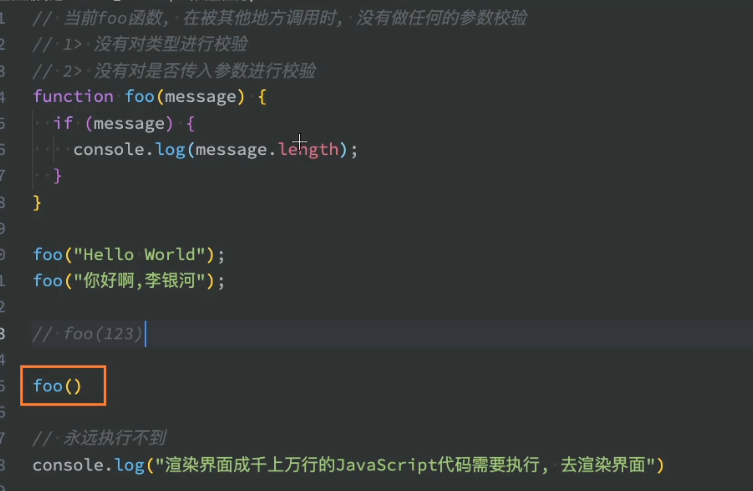 1 // 当前foo函数, 在被其他地方调用时, 没有做任何的参数校验
2 // 1> 没有对类型进行校验
3 // 2> 没有对是否传入参数进行校验
4 function foo(message) {
5 if (message) {
6 console.log(message.length);
7 }
8 }
9
0 foo("Hello World");
1 foo("你好啊,李银河");
2
3 // foo(123)
4
5 foo()
6
7 // 永远执行不到
8 console.log("渲染界面成千上万行的JavaScript代码需要执行, 去渲染界面")